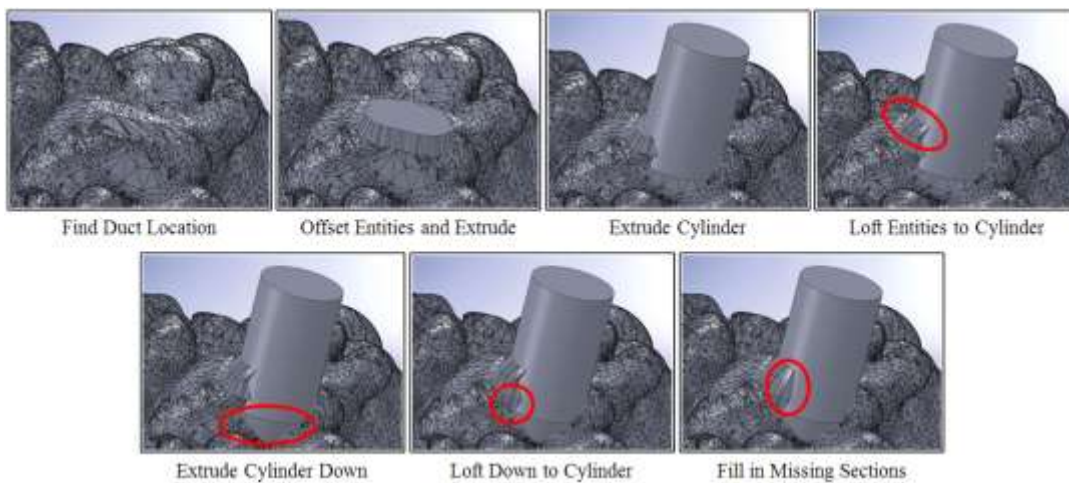 Find Duct Location
Offset Entities and Extrude
Extrude Cylinder
Loft Entities to Cylinder
Extrude Cylinder Down
Loft Down to Cylinder
Fill in Missing Sections